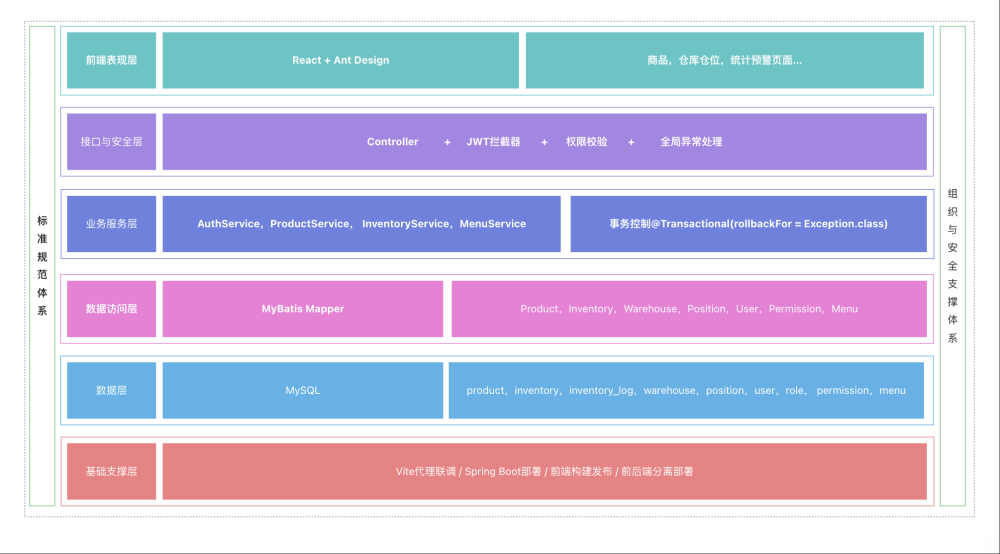 标准规范体系
前端表现层
React + Ant Design
商品，仓库仓位，统计预警页面...
接口与安全层
Controller + JWT拦截器 + 权限校验 + 全局异常处理
业务服务层
AuthService，ProductService， InventoryService，MenuService
事务控制@Transactional(rollbackFor = Exception.class)
数据访问层
MyBatis Mapper
Product，Inventory，Warehouse，Position，User，Permission，Menu
数据层
MySQL
product，inventory，inventory_log，warehouse，position，user，role， permission，menu
基础支撑层
Vite代理联调 / Spring Boot部署 / 前端构建发布 / 前后端分离部署
组织与安全支撑体系